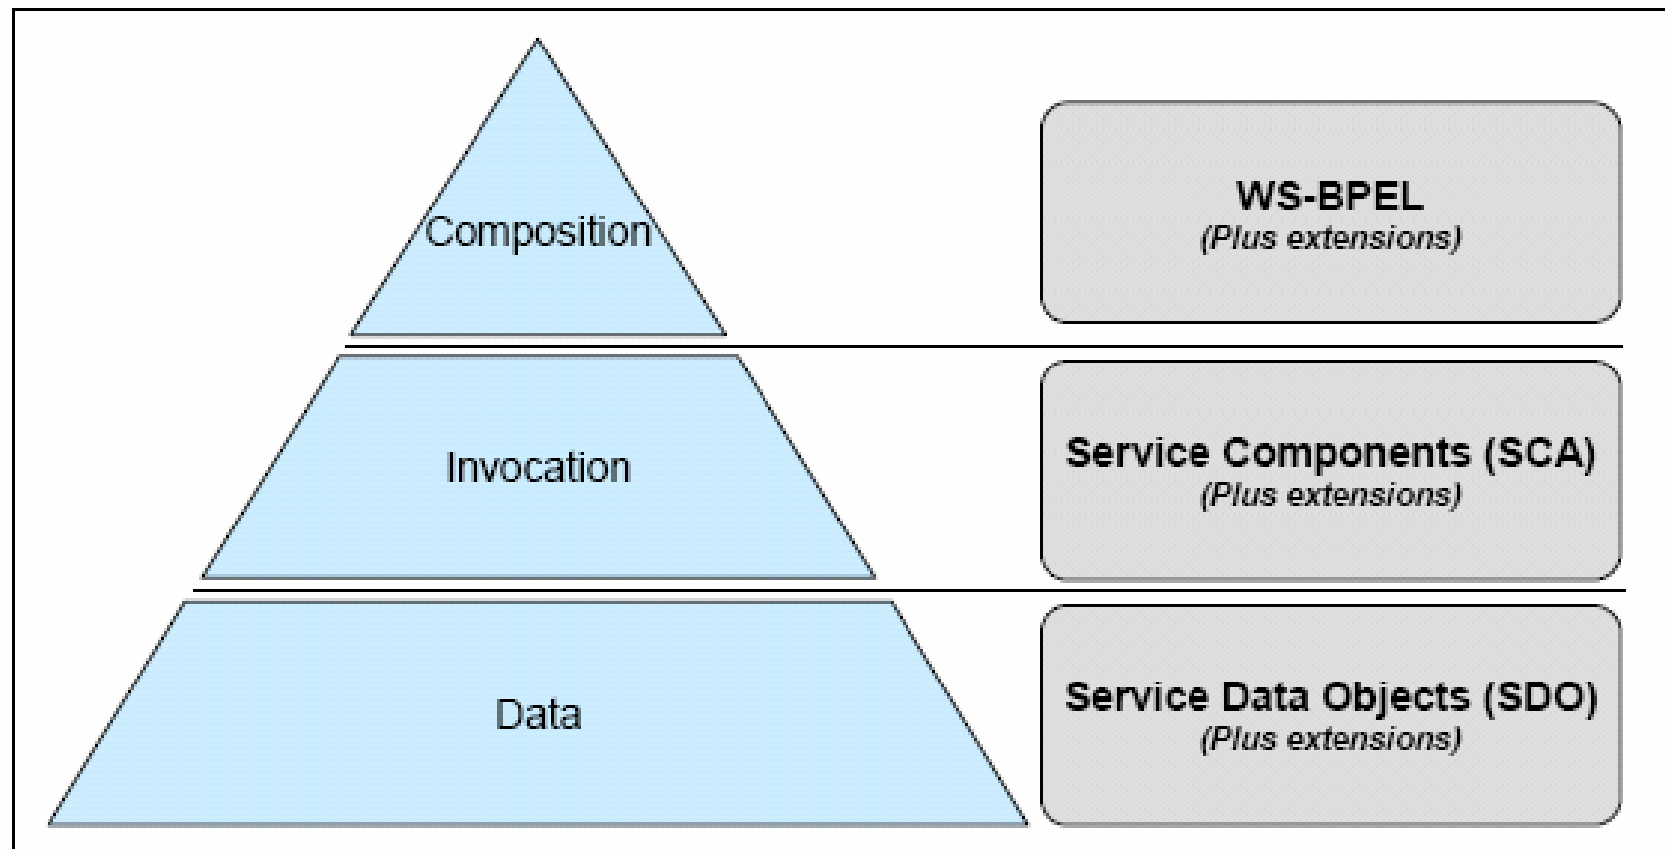 Composition
WS-BPEL
(Plus extensions)
Invocation
Service Components (SCA)
(Plus extensions)
Data
Service Data Objects (SDO)
(Plus extensions)